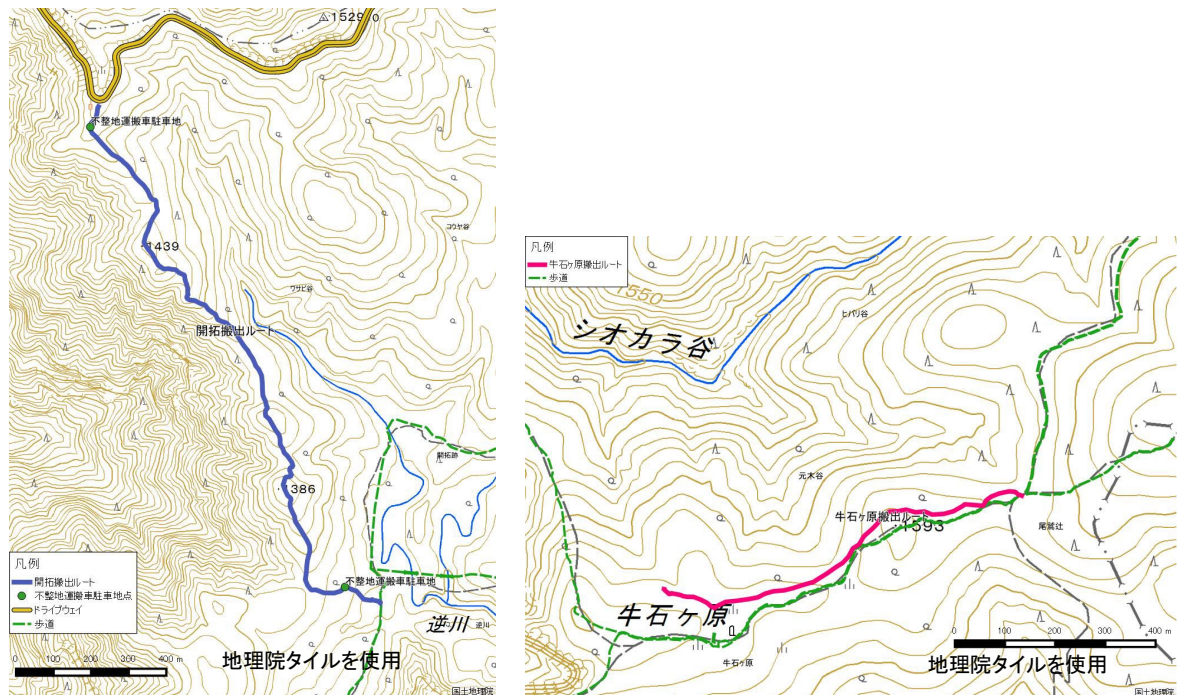 1529.0
不整地運搬車駐車地
コウヤ谷
1439
ワサビ谷
開拓搬出ルート
開拓跡
1386
凡例
開拓搬出ルート
不整地運搬車駐車地点
ドライブウェイ
歩道
不整地運搬車駐車地
逆川
逆川
0 100 200 300 400 m
地理院タイルを使用
国土地理院
凡例
牛石ヶ原搬出ルート
歩道
1550
シオカラ谷
ヒバリ谷
元木谷
牛石ヶ原搬出ルート
1593
尾鷲辻
牛石ヶ原
牛石ヶ原
0 100 200 300 400 m
地理院タイルを使用
国土地理院